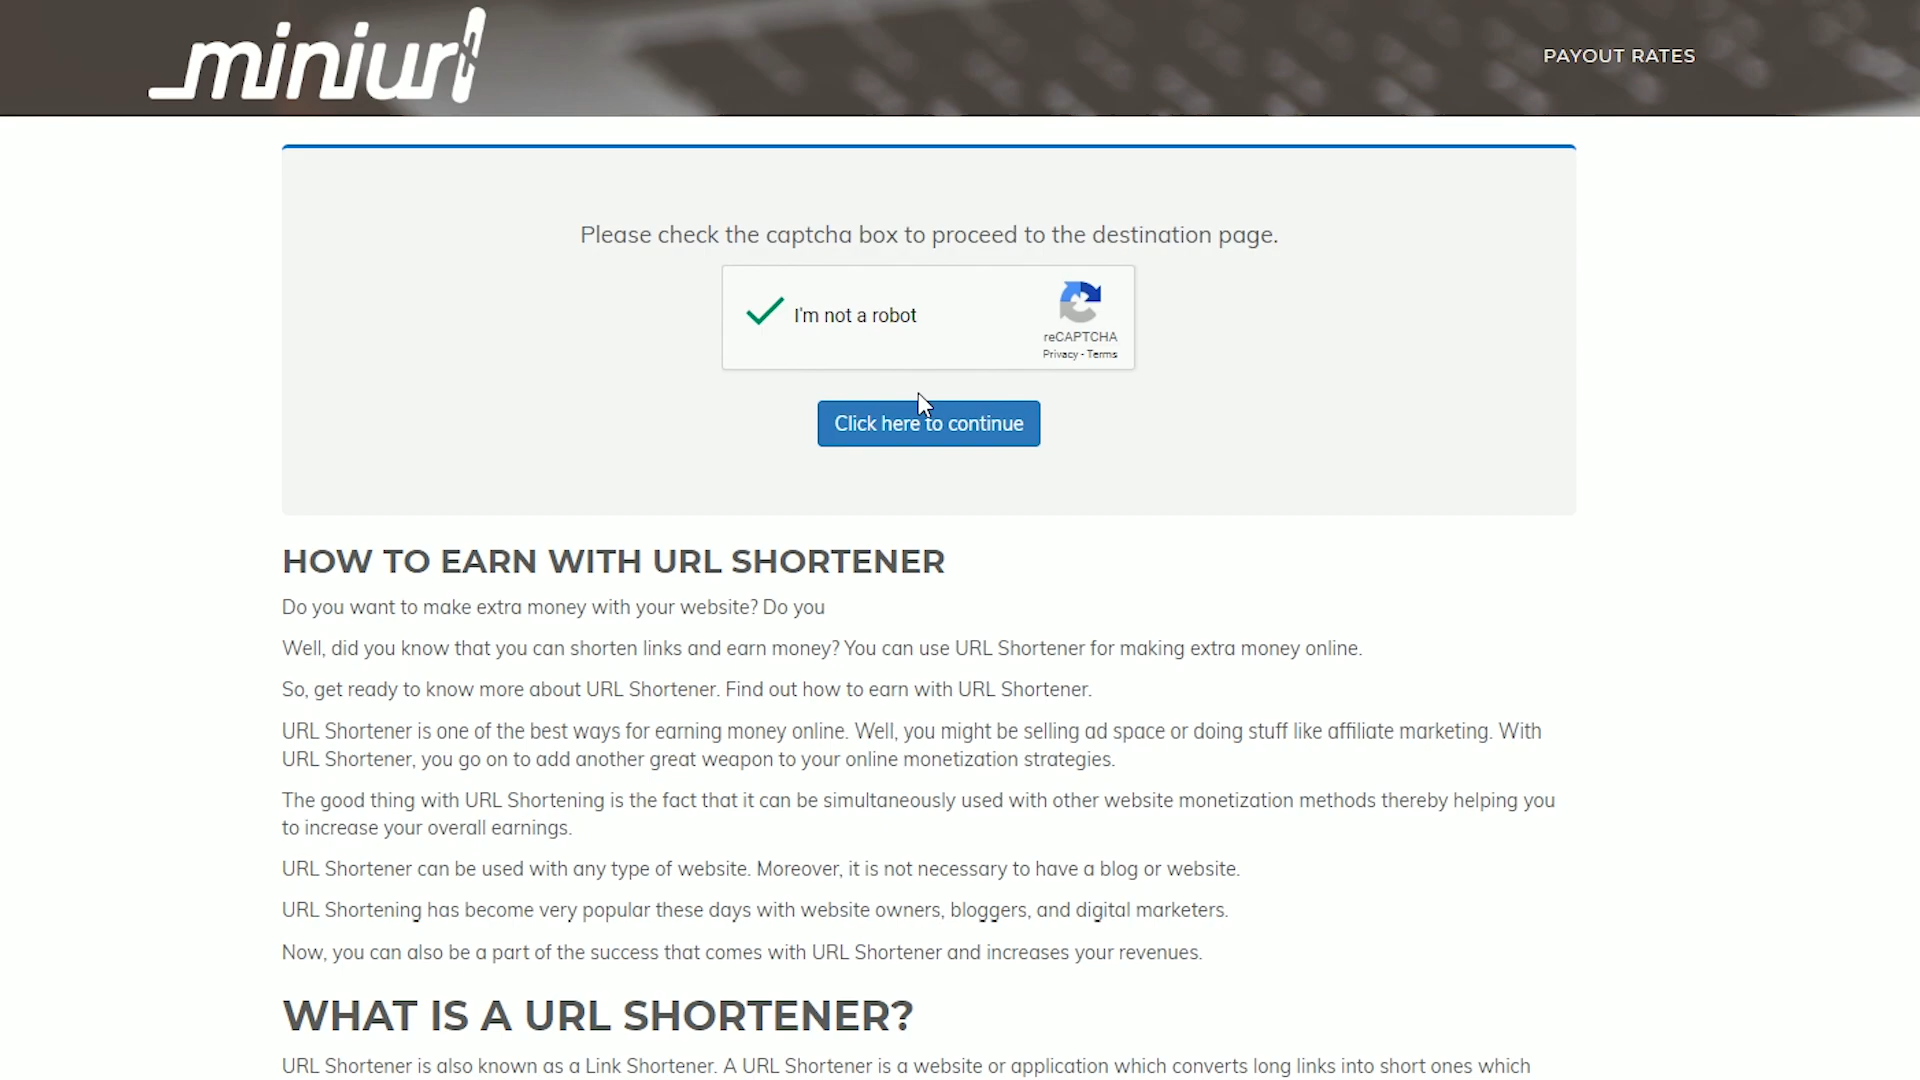 miniurl
PAYOUT RATES
Please check the captcha box to proceed to the destination page.
I'm not a robot
reCAPTCHA
Privacy - Terms
Click here to continue
HOW TO EARN WITH URL SHORTENER
Do you want to make extra money with your website? Do you
Well, did you know that you can shorten links and earn money? You can use URL Shortener for making extra money online.
So, get ready to know more about URL Shortener. Find out how to earn with URL Shortener.
URL Shortener is one of the best ways for earning money online. Well, you might be selling ad space or doing stuff like affiliate marketing. With
URL Shortener, you go on to add another great weapon to your online monetization strategies.
The good thing with URL Shortening is the fact that it can be simultaneously used with other website monetization methods thereby helping you
to increase your overall earnings.
URL Shortener can be used with any type of website. Moreover, it is not necessary to have a blog or website.
URL Shortening has become very popular these days with website owners, bloggers, and digital marketers.
Now, you can also be a part of the success that comes with URL Shortener and increases your revenues.
WHAT IS A URL SHORTENER?
URL Shortener is also known as a Link Shortener. A URL Shortener is a website or application which converts long links into short ones which